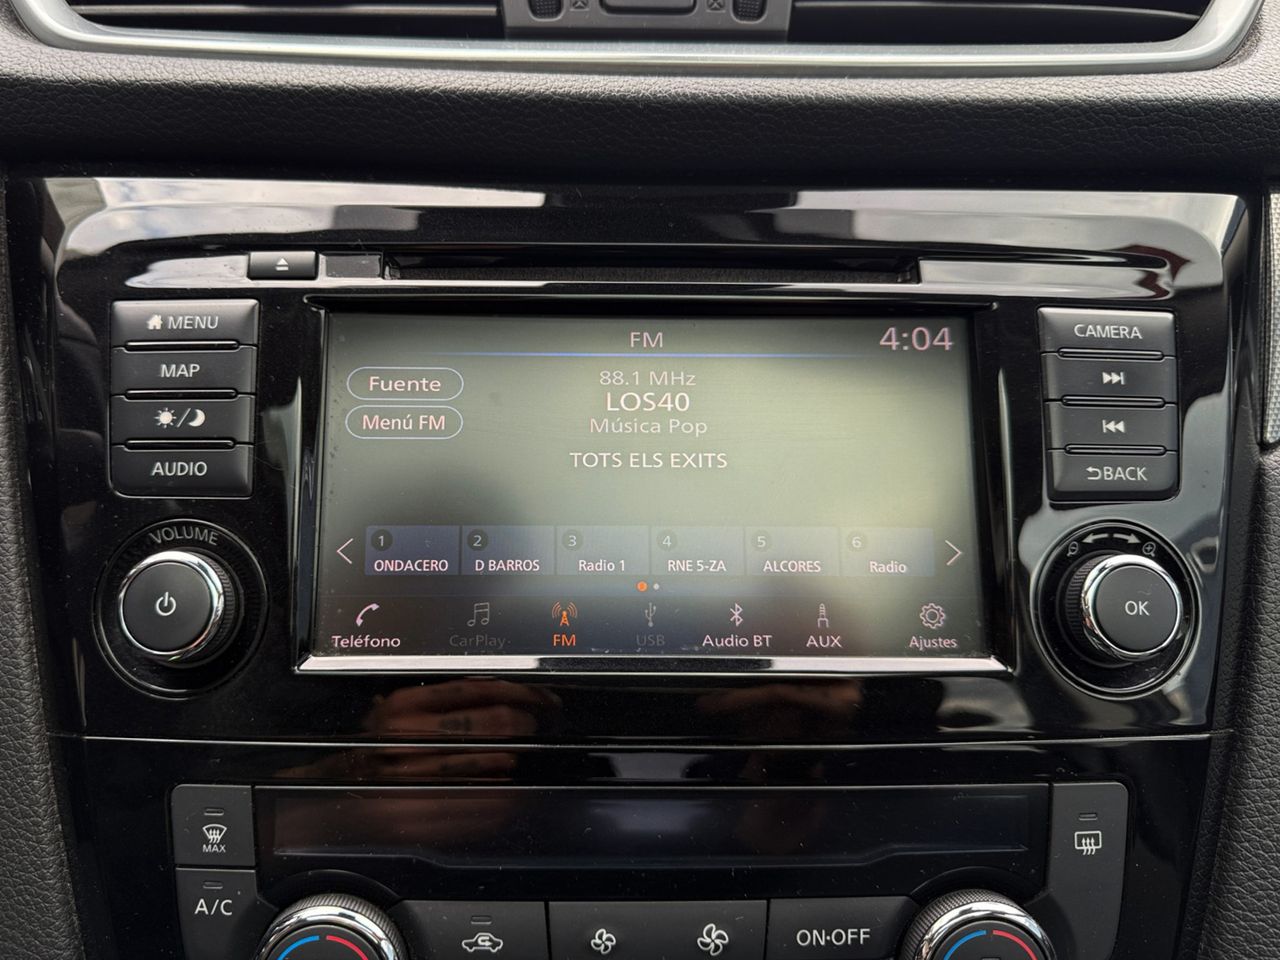 MENU
MAP
AUDIO
VOLUME
FM
4:04
Fuente
Menú FM
88.1 MHz
LOS40
Música Pop
TOTS ELS EXITS
1 ONDACERO
2 D BARROS
3 Radio 1
4 RNE 5-ZA
5 ALCORES
6 Radio
Teléfono
CarPlay
FM
USB
Audio BT
AUX
Ajustes
CAMERA
BACK
OK
MAX
A/C
ON·OFF